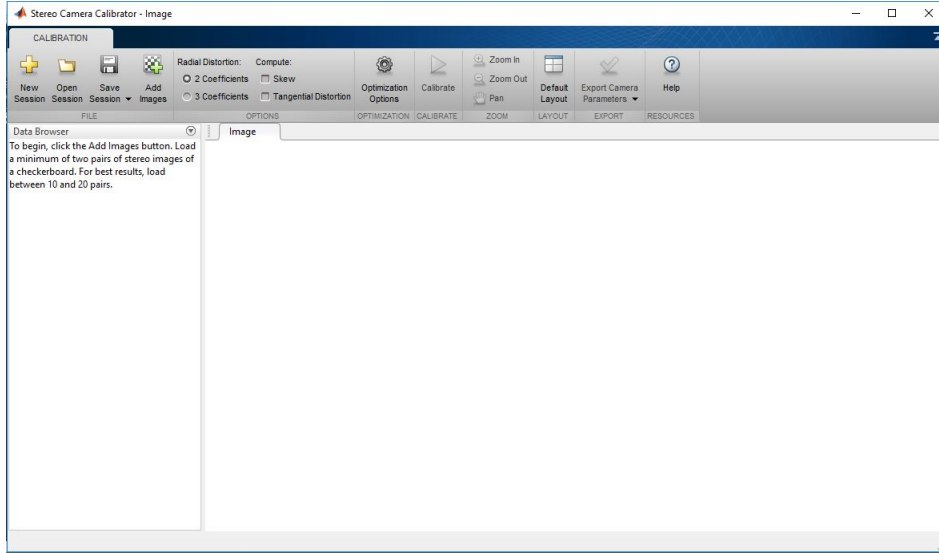 Stereo Camera Calibrator - Image
CALIBRATION
New Session
Open Session
Save Session
Add Images
FILE
Radial Distortion:
2 Coefficients
3 Coefficients
Compute:
Skew
Tangential Distortion
OPTIONS
Optimization Options
OPTIMIZATION
Calibrate
CALIBRATE
Zoom In
Zoom Out
Pan
ZOOM
Default Layout
LAYOUT
Export Camera Parameters
EXPORT
Help
RESOURCES
Data Browser
To begin, click the Add Images button. Load
a minimum of two pairs of stereo images of
a checkerboard. For best results, load
between 10 and 20 pairs.
Image